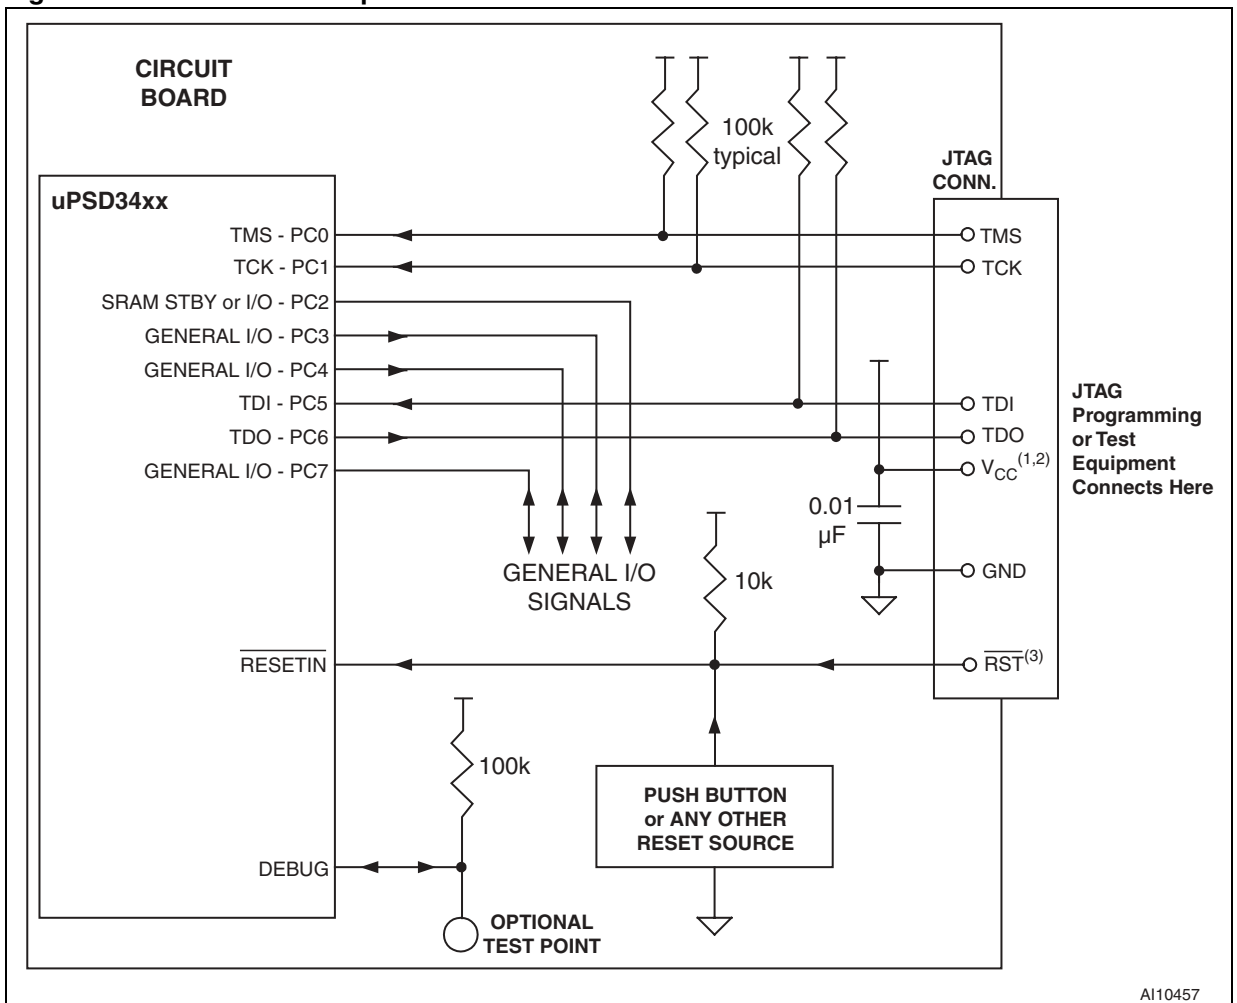 CIRCUIT
BOARD
100k
typical
JTAG
CONN.
uPSD34xx
TMS - PC0
TCK - PC1
SRAM STBY or I/O - PC2
GENERAL I/O - PC3
GENERAL I/O - PC4
TDI - PC5
TDO - PC6
GENERAL I/O - PC7
TMS
TCK
TDI
TDO
VCC(1,2)
GND
RST(3)
JTAG
Programming
or Test
Equipment
Connects Here
0.01
µF
GENERAL I/O
SIGNALS
10k
RESETIN
100k
PUSH BUTTON
or ANY OTHER
RESET SOURCE
DEBUG
OPTIONAL
TEST POINT
AI10457